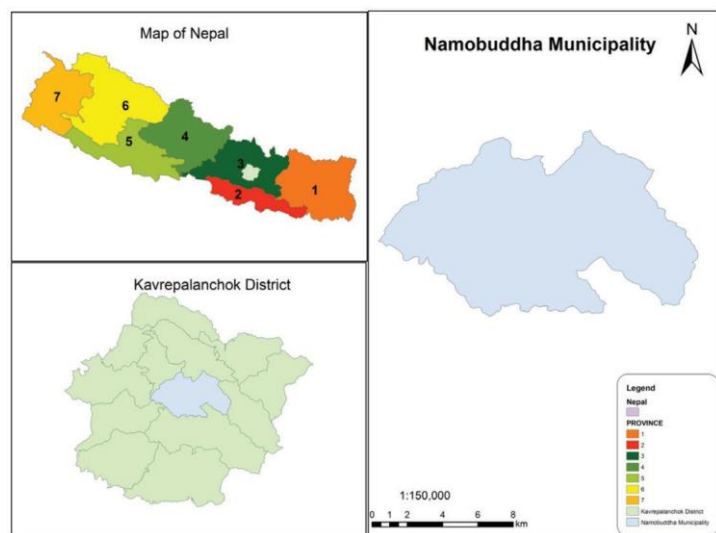 Map of Nepal
7
6
5
4
3
2
1
Kavrepalanchok District
Namobuddha Municipality
N
Legend
Nepal
PROVINCE
1
2
3
4
5
6
7
Kavrepalanchok District
Namobuddha Municipality
1:150,000
0 1 2 4 6 8
km